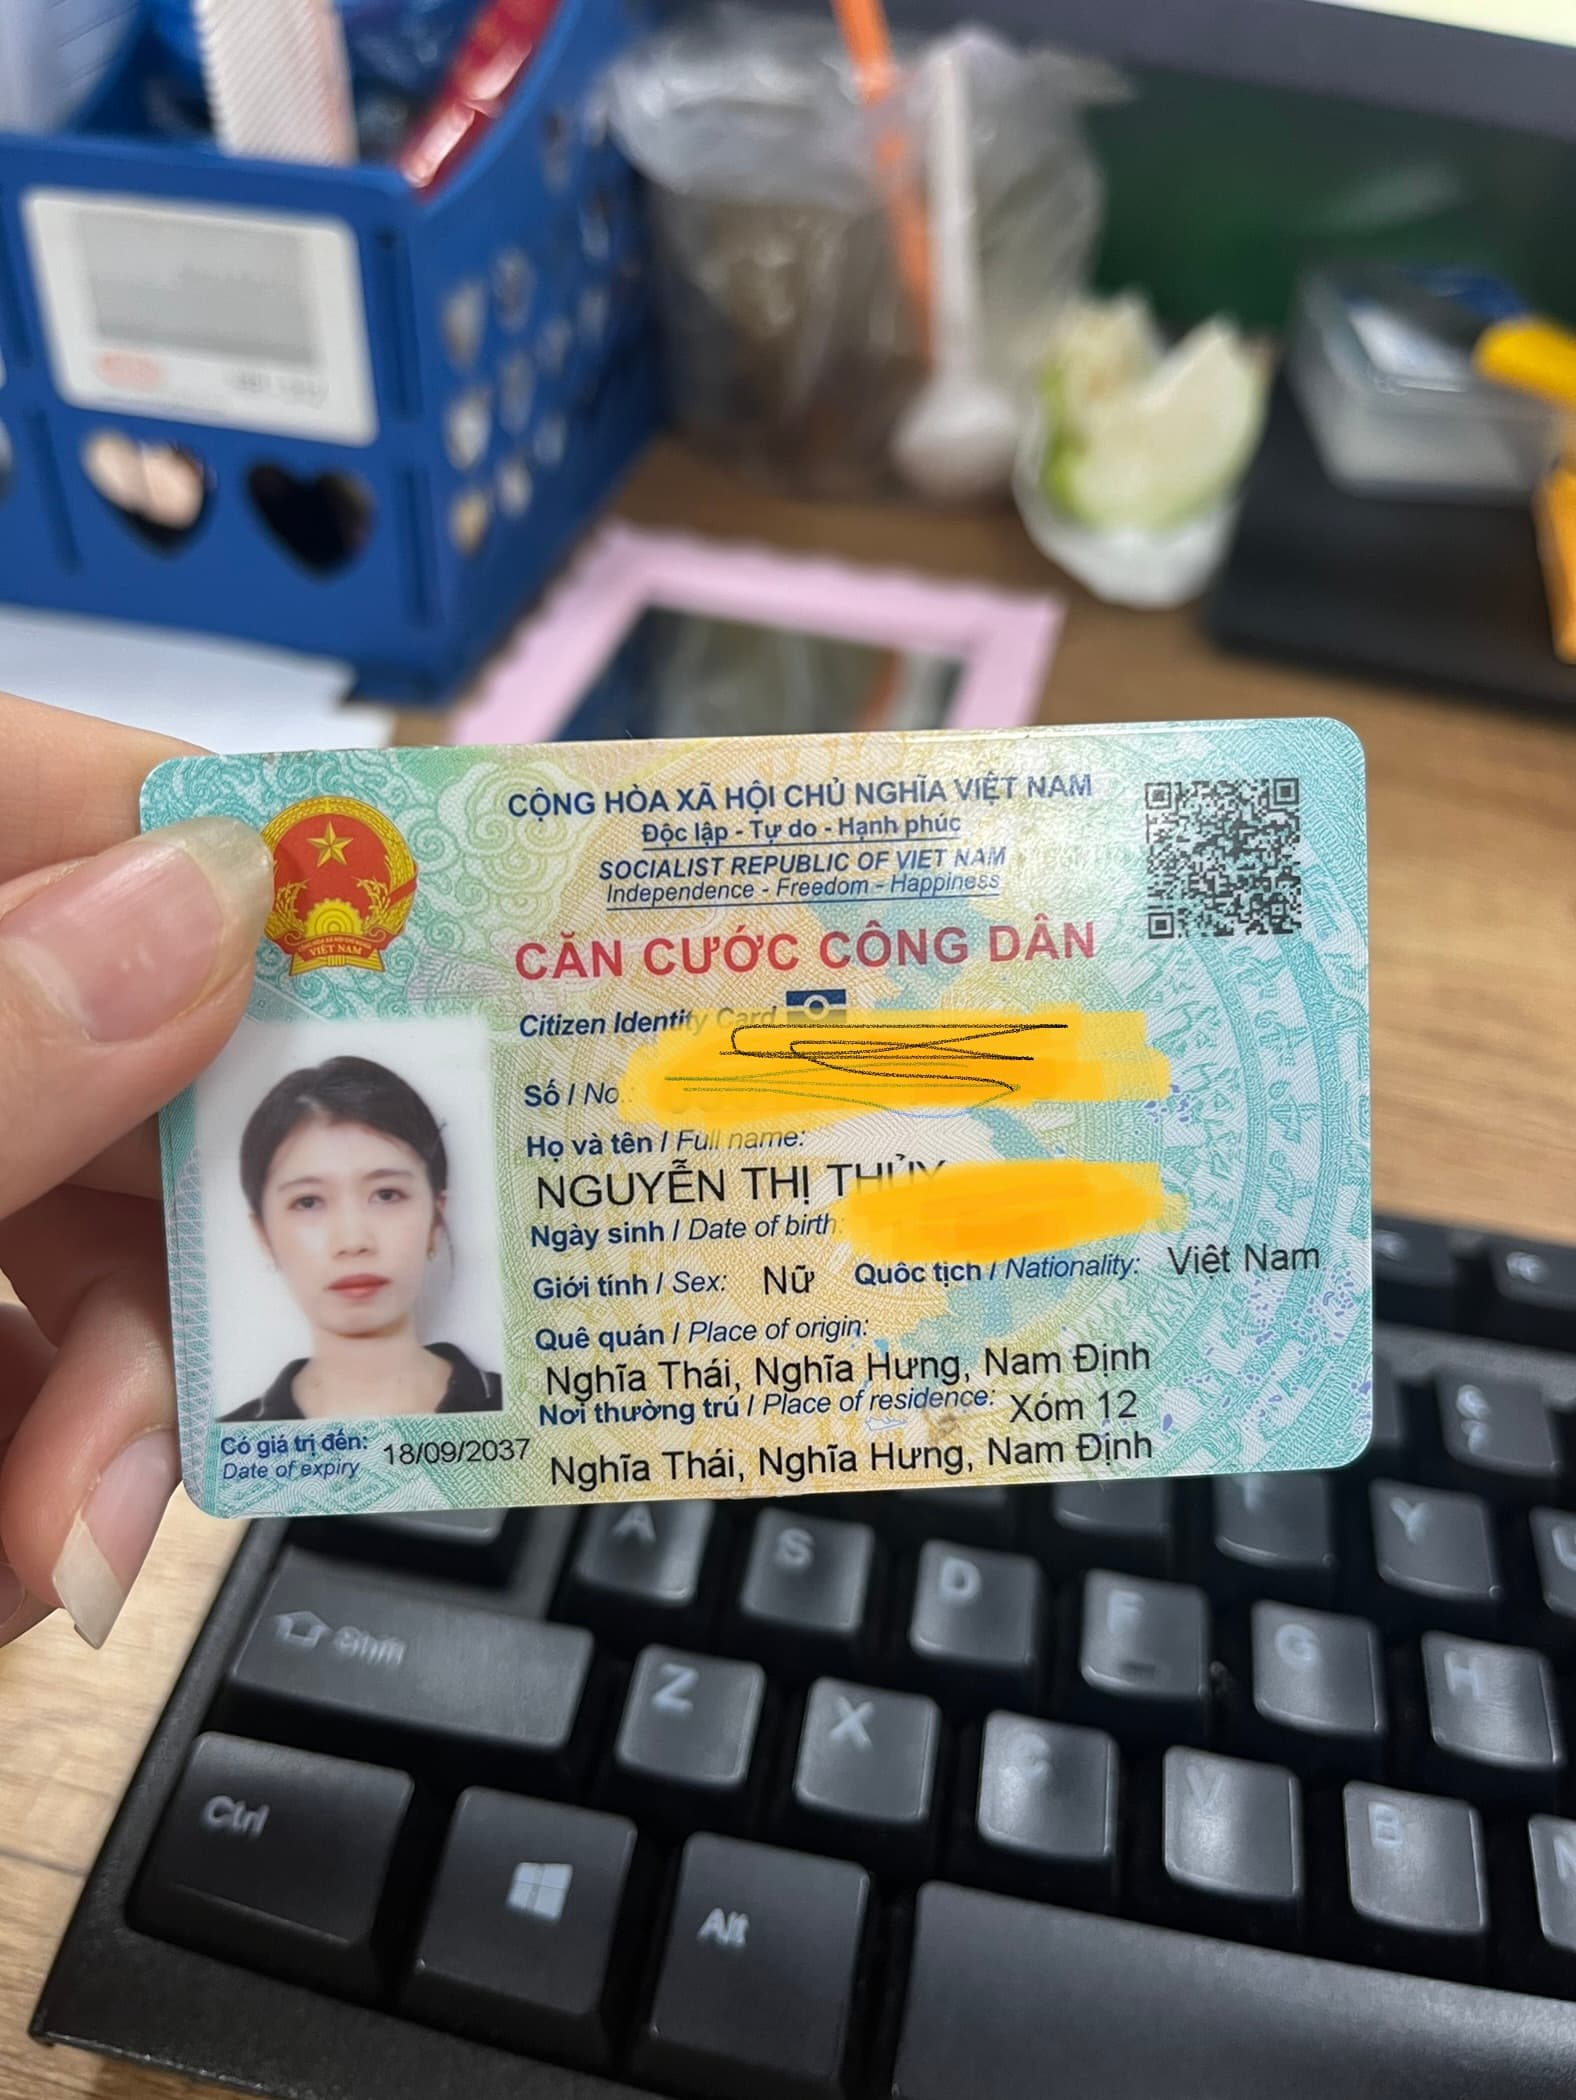 CỘNG HÒA XÃ HỘI CHỦ NGHĨA VIỆT NAM
Độc lập - Tự do - Hạnh phúc
SOCIALIST REPUBLIC OF VIET NAM
Independence - Freedom - Happiness
CĂN CƯỚC CÔNG DÂN
Citizen Identity Card
VIỆT NAM
Số / No.:
Họ và tên / Full name:
NGUYỄN THỊ THỦY
Ngày sinh / Date of birth:
Giới tính / Sex: Nữ Quốc tịch / Nationality: Việt Nam
Quê quán / Place of origin:
Nghĩa Thái, Nghĩa Hưng, Nam Định
Nơi thường trú / Place of residence: Xóm 12
Nghĩa Thái, Nghĩa Hưng, Nam Định
Có giá trị đến: 18/09/2037
Date of expiry
A S D F T Y
Shift Z X C G H
Ctrl Alt V B N